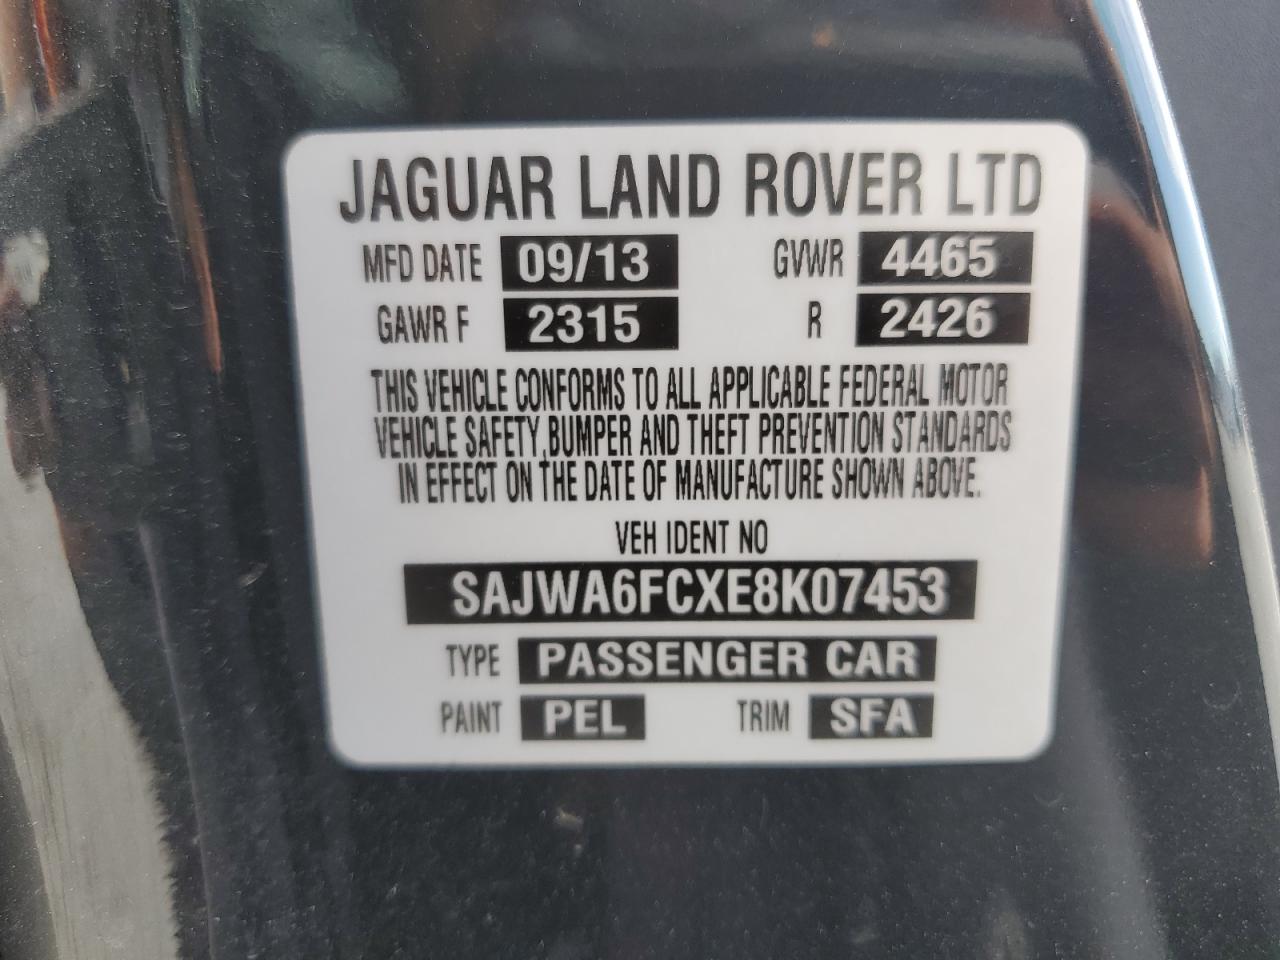 JAGUAR LAND ROVER LTD
MFD DATE 09/13 GVWR 4465
GAWR F 2315 R 2426
THIS VEHICLE CONFORMS TO ALL APPLICABLE FEDERAL MOTOR
VEHICLE SAFETY,BUMPER AND THEFT PREVENTION STANDARDS
IN EFFECT ON THE DATE OF MANUFACTURE SHOWN ABOVE.
VEH IDENT NO
SAJWA6FCXE8K07453
TYPE PASSENGER CAR
PAINT PEL TRIM SFA